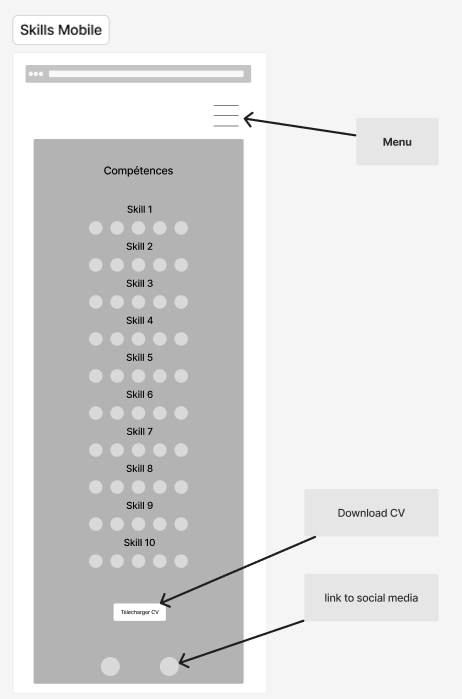 Skills Mobile
Menu
Compétences
Skill 1
Skill 2
Skill 3
Skill 4
Skill 5
Skill 6
Skill 7
Skill 8
Skill 9
Skill 10
Download CV
Télécharger CV
link to social media